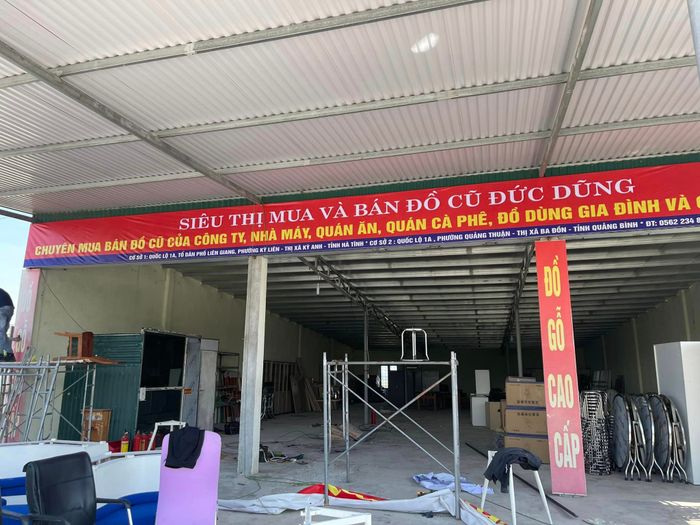 SIÊU THỊ MUA VÀ BÁN ĐỒ CŨ ĐỨC DŨNG
CHUYÊN MUA BÁN ĐỒ CŨ CỦA CÔNG TY, NHÀ MÁY, QUÁN ĂN, QUÁN CÀ PHÊ, ĐỒ DÙNG GIA ĐÌNH VÀ
CƠ SỞ 1: QUỐC LỘ 1A, TỔ DÂN PHỐ LIÊN GIANG, PHƯỜNG KỲ LIÊN - THỊ XÃ KỲ ANH - TỈNH HÀ TĨNH * CƠ SỞ 2: QUỐC LỘ 1A, PHƯỜNG QUẢNG THUẬN - THỊ XÃ BA ĐỒN - TỈNH QUẢNG BÌNH * ĐT: 0562 234 8
ĐỒ
GỖ
CAO
CẤP